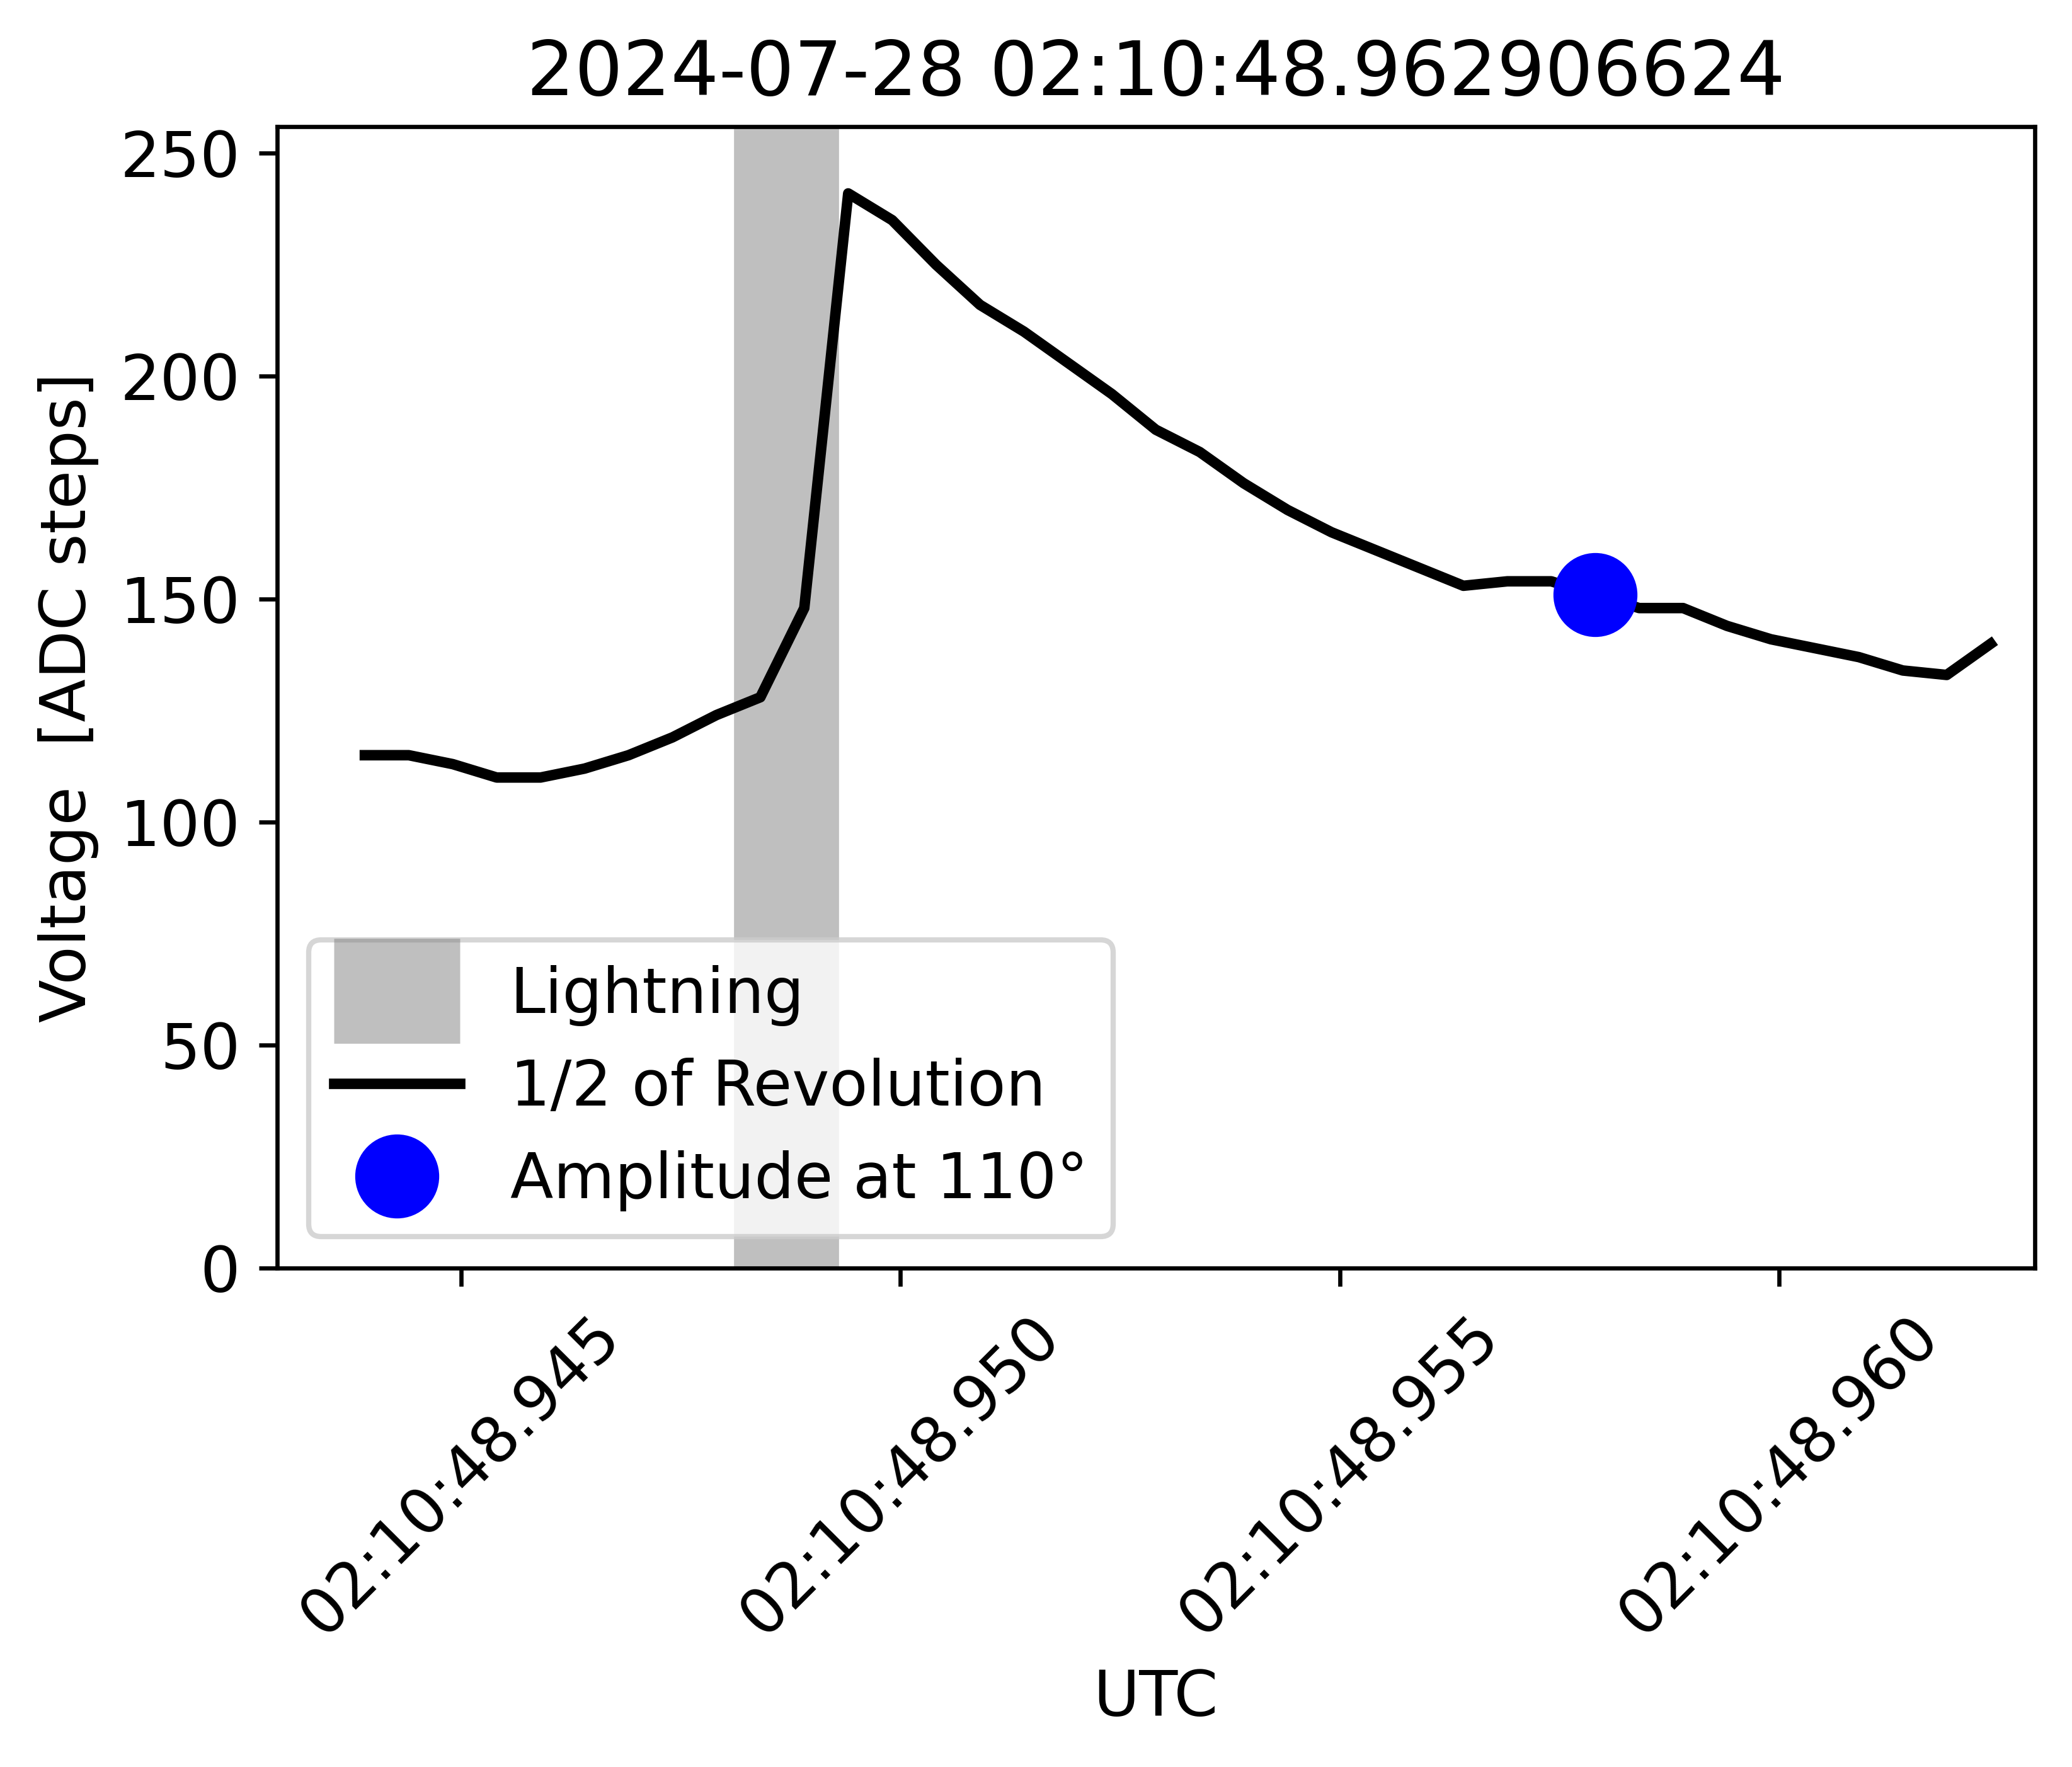 2024-07-28 02:10:48.962906624
Voltage  [ADC steps]
250
200
150
100
50
0
Lightning
1/2 of Revolution
Amplitude at 110°
02:10:48.945
02:10:48.950
02:10:48.955
02:10:48.960
UTC